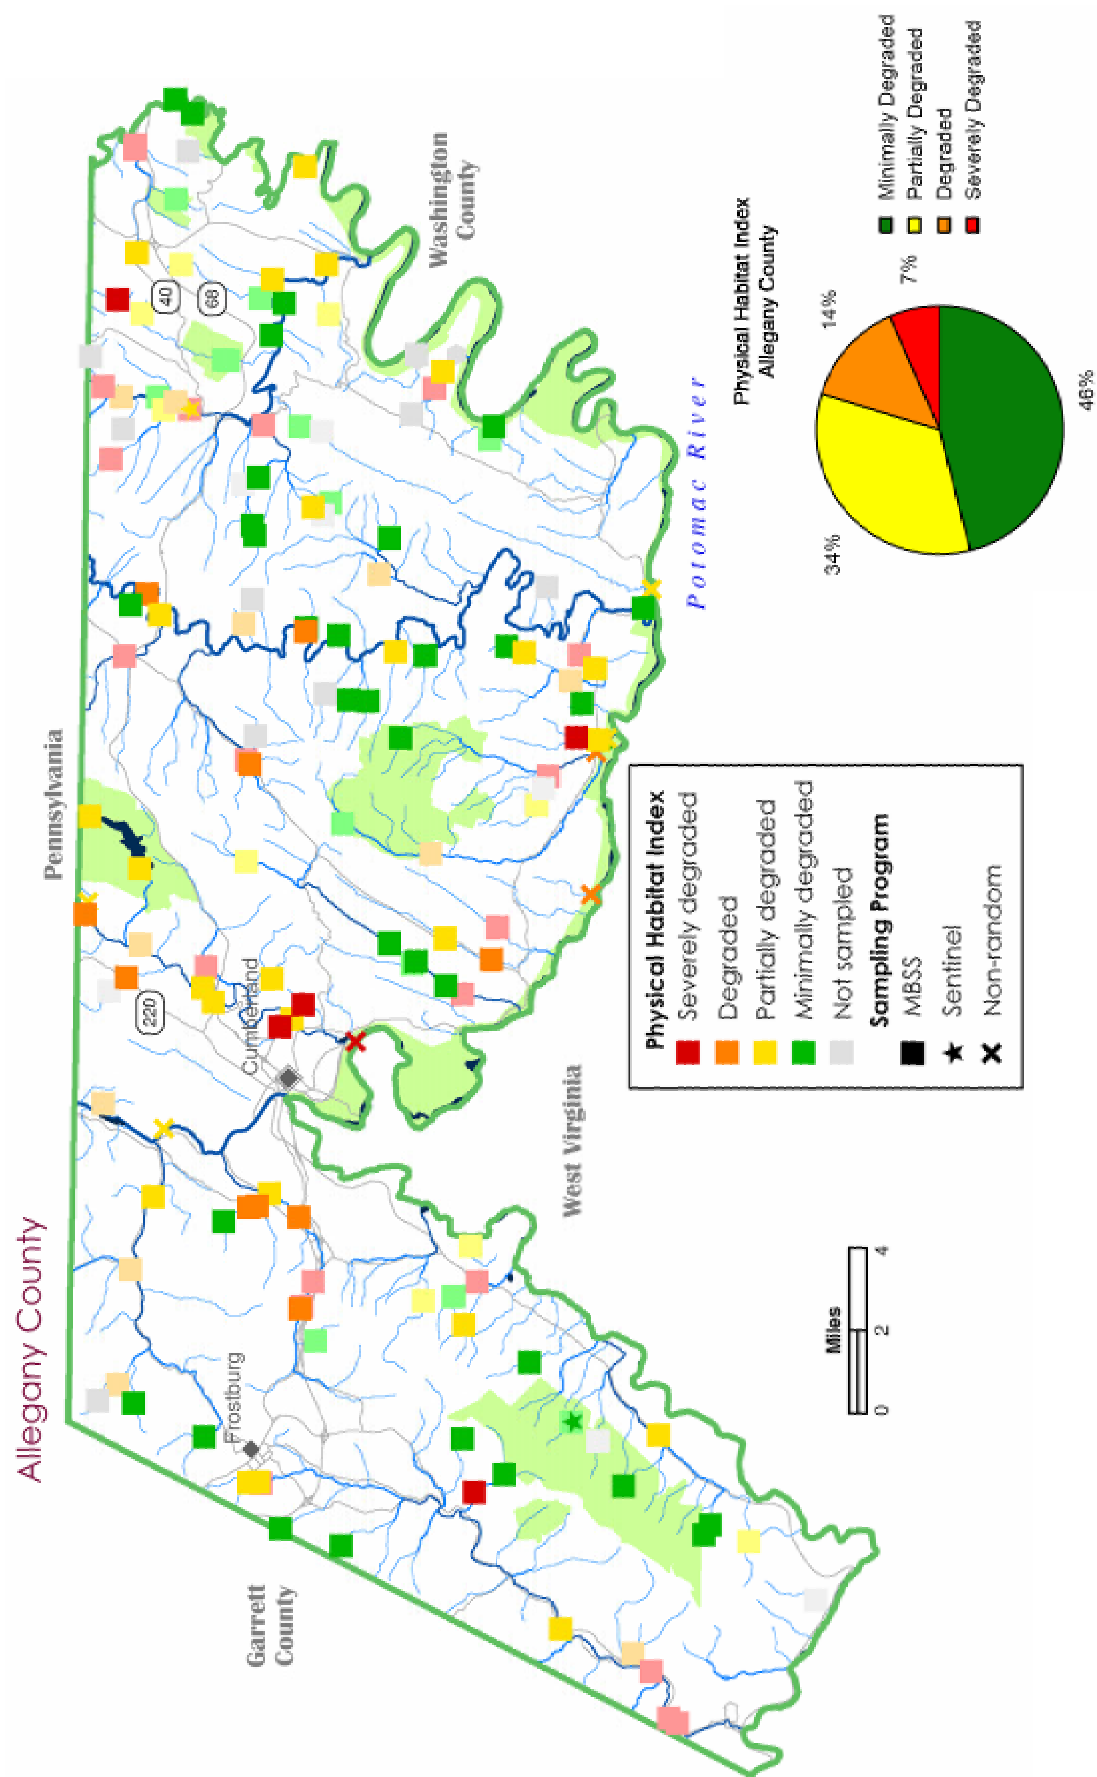 Allegany County
Pennsylvania
Garrett
County
Washington
County
West Virginia
Potomac River
Frostburg
Cumberland
220
40
68
Miles
0 2 4
Physical Habitat Index
Severely degraded
Degraded
Partially degraded
Minimally degraded
Not sampled
Sampling Program
MBSS
Sentinel
Non-random
Physical Habitat Index
Allegany County
34%
14%
7%
46%
Minimally Degraded
Partially Degraded
Degraded
Severely Degraded